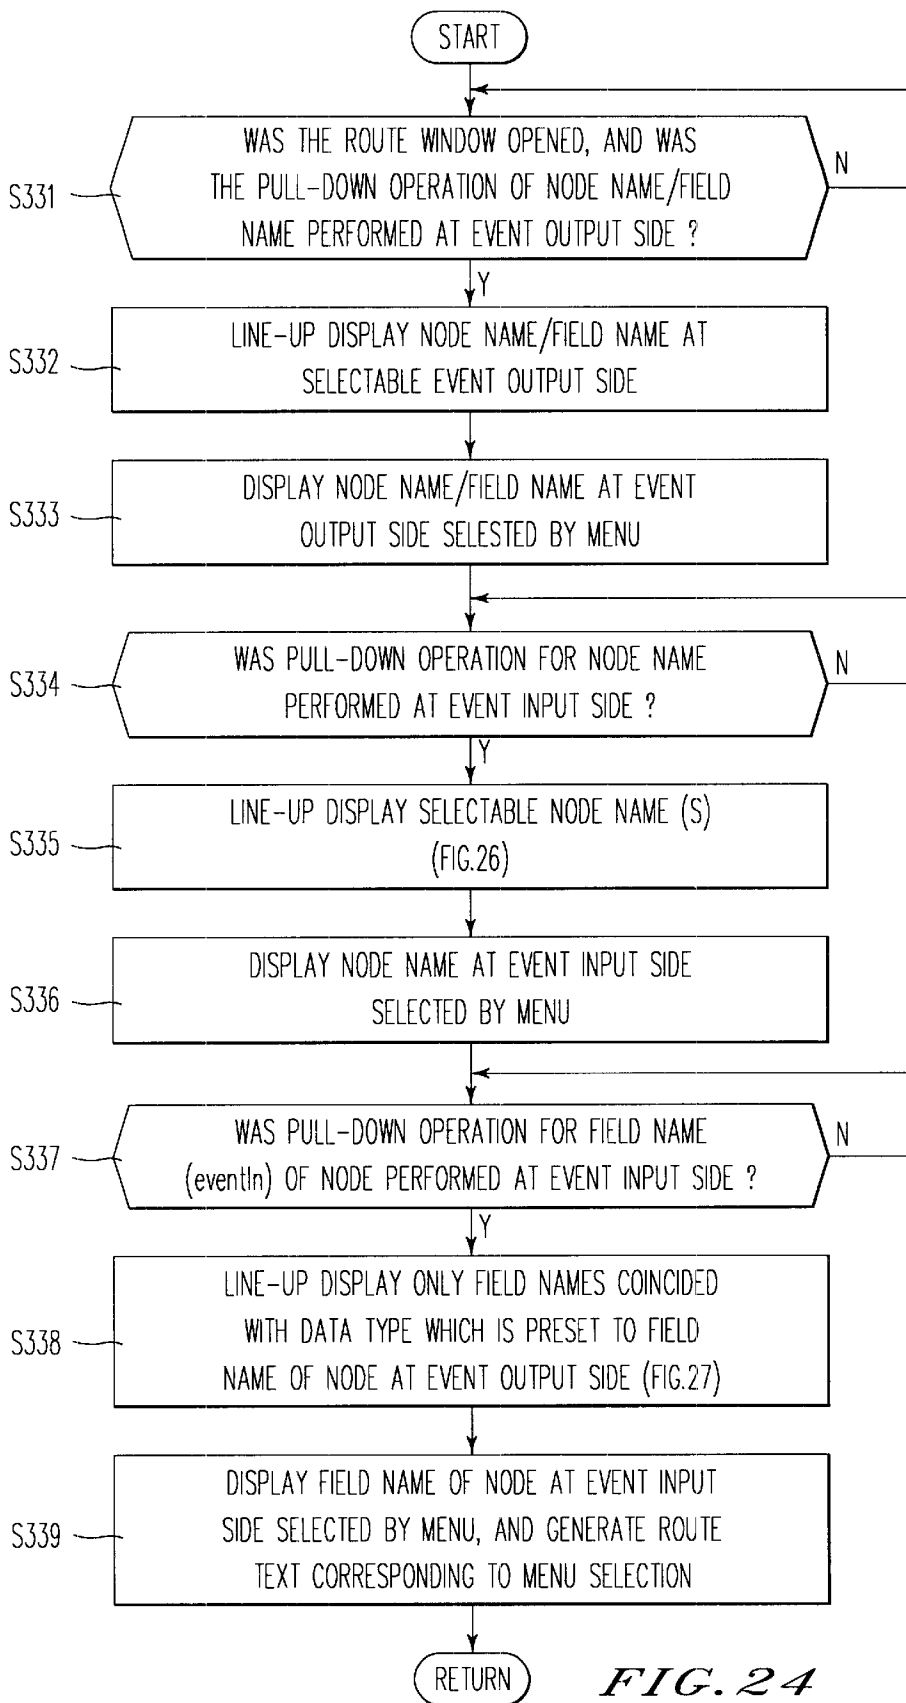 START
WAS THE ROUTE WINDOW OPENED, AND WAS
THE PULL-DOWN OPERATION OF NODE NAME/FIELD
NAME PERFORMED AT EVENT OUTPUT SIDE ?
S331
N
Y
LINE-UP DISPLAY NODE NAME/FIELD NAME AT
SELECTABLE EVENT OUTPUT SIDE
S332
DISPLAY NODE NAME/FIELD NAME AT EVENT
OUTPUT SIDE SELESTED BY MENU
S333
WAS PULL-DOWN OPERATION FOR NODE NAME
PERFORMED AT EVENT INPUT SIDE ?
S334
N
Y
LINE-UP DISPLAY SELECTABLE NODE NAME (S)
(FIG.26)
S335
DISPLAY NODE NAME AT EVENT INPUT SIDE
SELECTED BY MENU
S336
WAS PULL-DOWN OPERATION FOR FIELD NAME
(eventIn) OF NODE PERFORMED AT EVENT INPUT SIDE ?
S337
N
Y
LINE-UP DISPLAY ONLY FIELD NAMES COINCIDED
WITH DATA TYPE WHICH IS PRESET TO FIELD
NAME OF NODE AT EVENT OUTPUT SIDE (FIG.27)
S338
DISPLAY FIELD NAME OF NODE AT EVENT INPUT
SIDE SELECTED BY MENU, AND GENERATE ROUTE
TEXT CORRESPONDING TO MENU SELECTION
S339
RETURN
FIG. 24